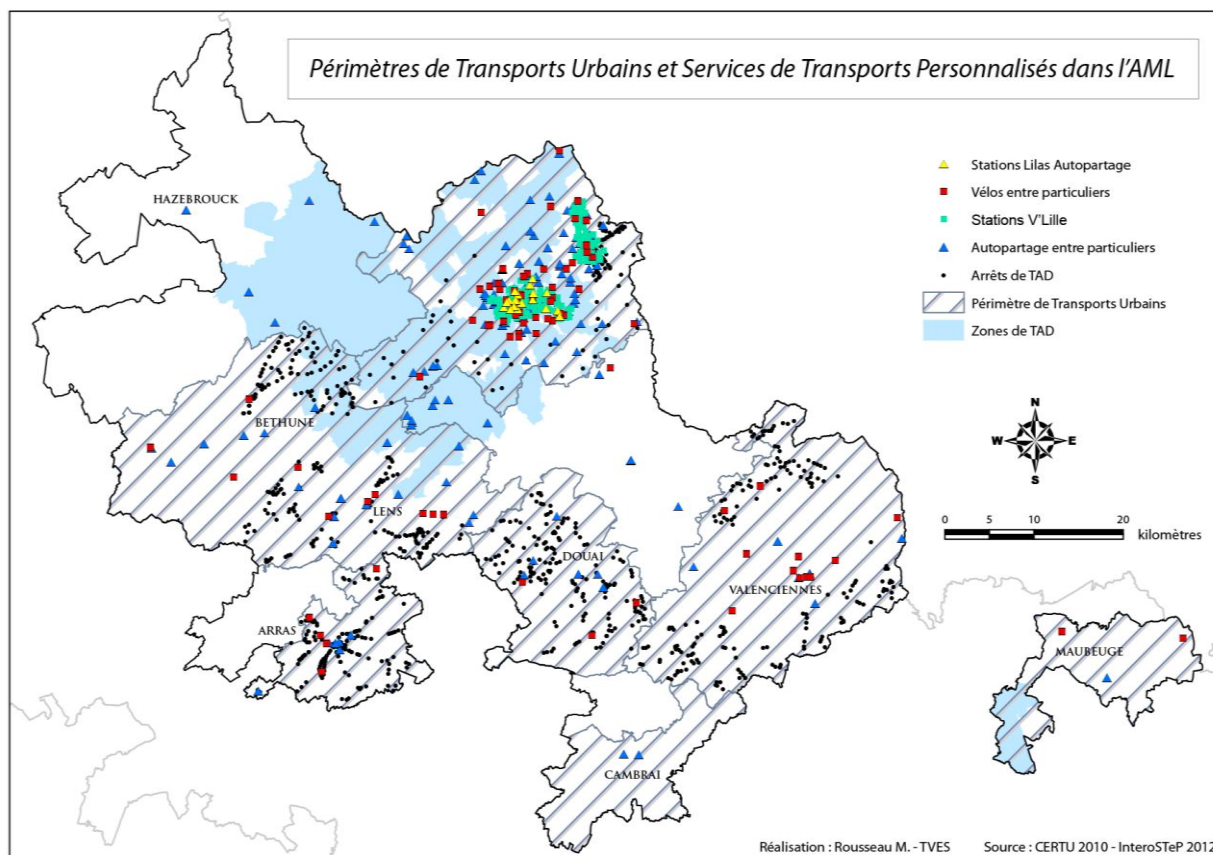 Périmètres de Transports Urbains et Services de Transports Personnalisés dans l'AML
Stations Lilas Autopartage
Vélos entre particuliers
Stations V'Lille
Autopartage entre particuliers
Arrêts de TAD
Périmètre de Transports Urbains
Zones de TAD
HAZEBROUCK
BETHUNE
LENS
DOUAI
ARRAS
VALENCIENNES
CAMBRAI
MAUBEUGE
N
W E
S
0 5 10 20
kilomètres
Réalisation : Rousseau M. - TVES Source : CERTU 2010 - InteroSTeP 2012